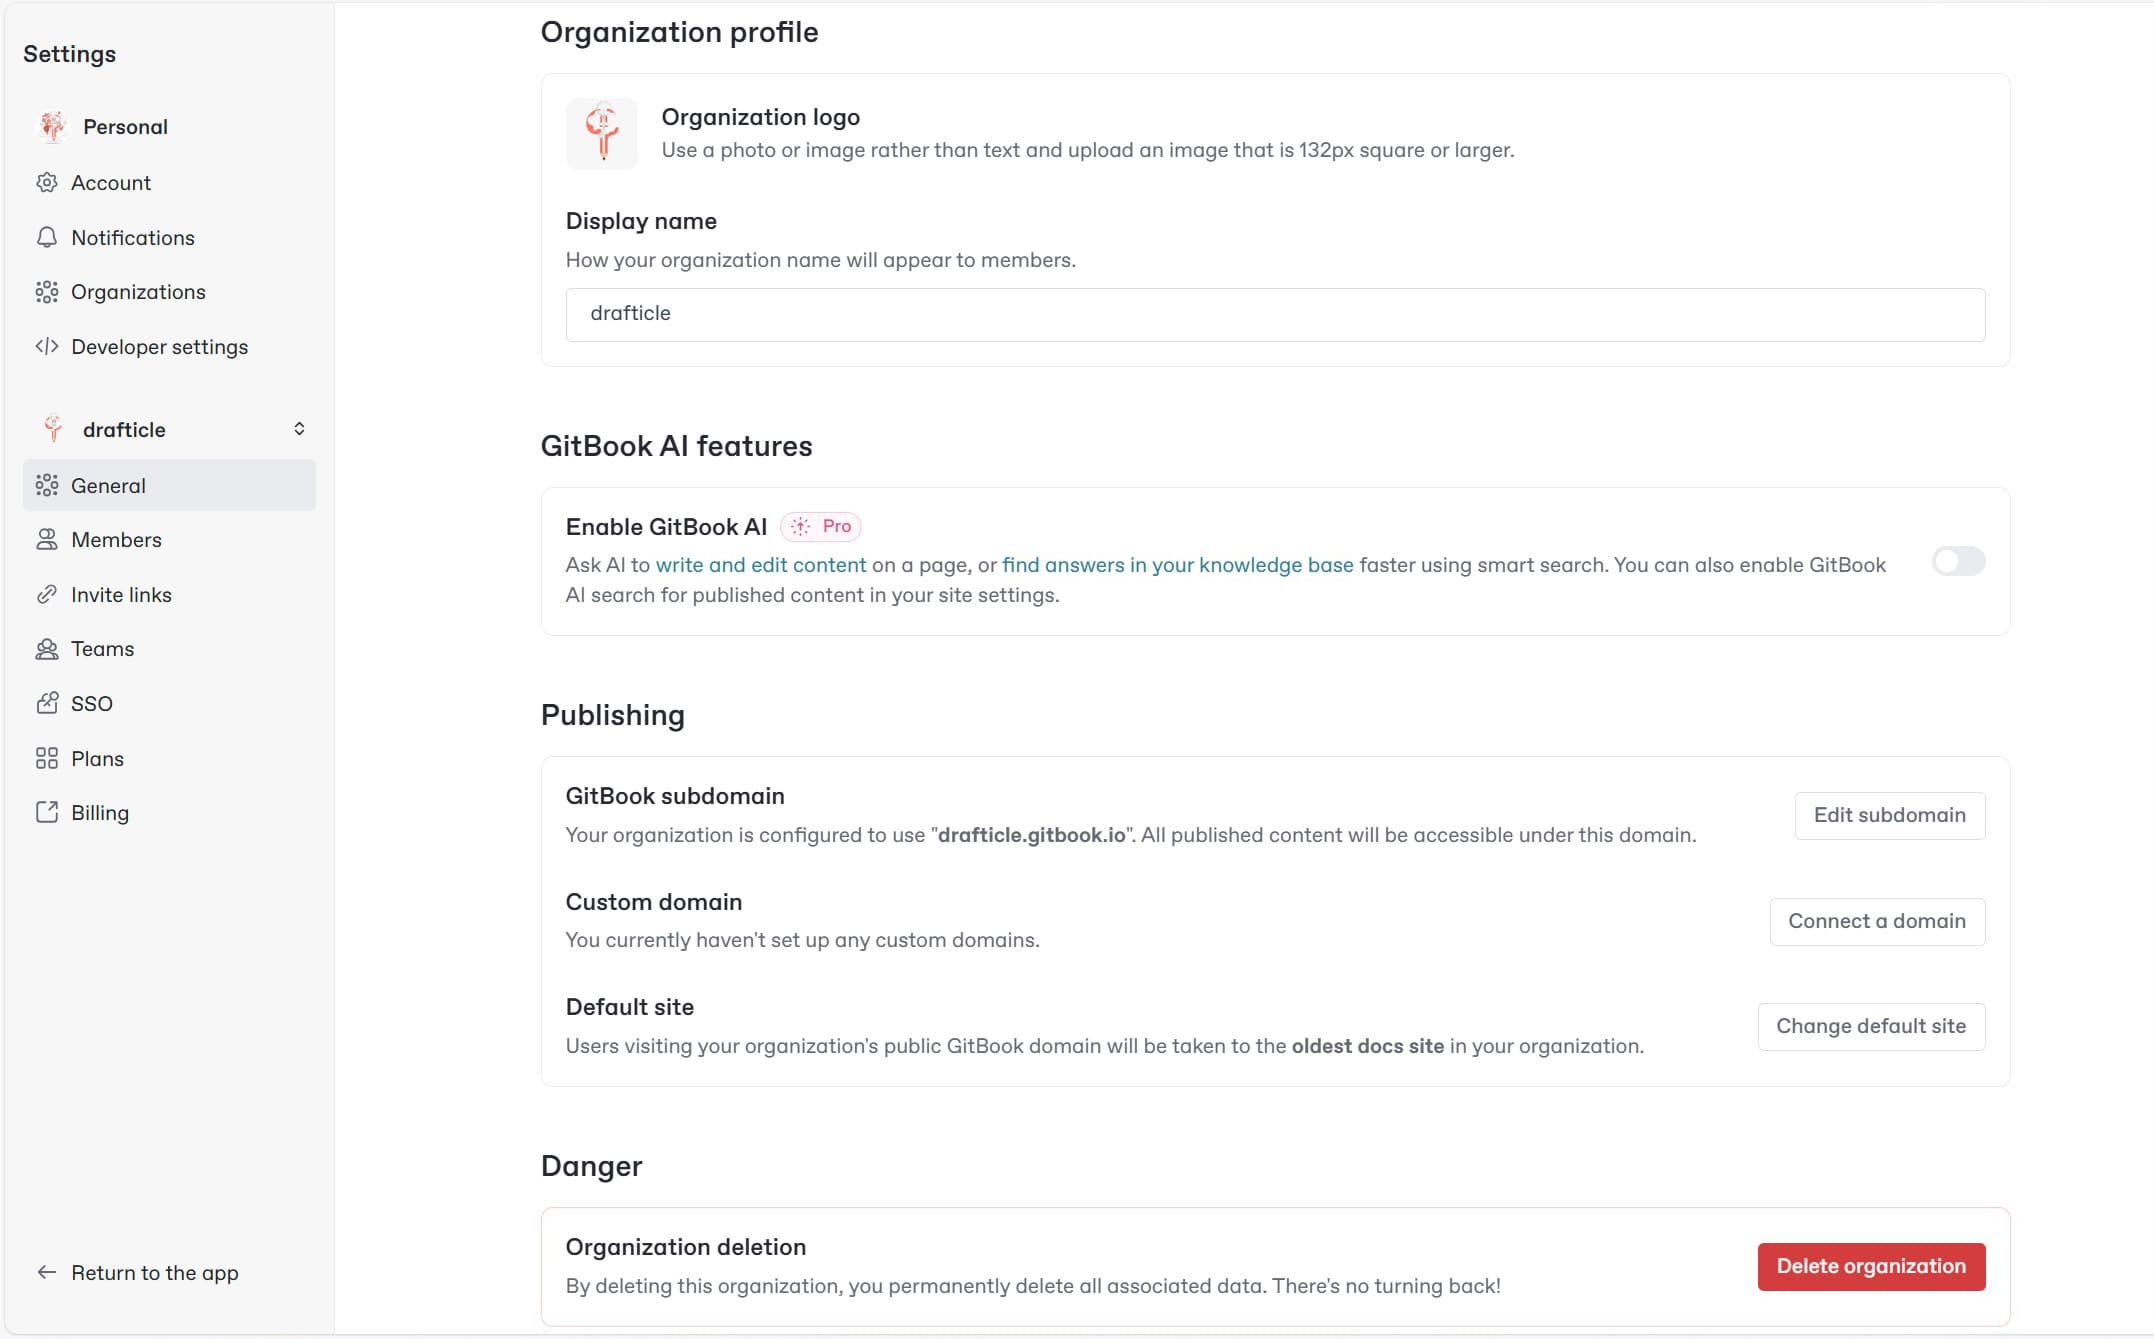 Settings
Personal
Account
Notifications
Organizations
Developer settings
drafticle
General
Members
Invite links
Teams
SSO
Plans
Billing
Return to the app
Organization profile
Organization logo
Use a photo or image rather than text and upload an image that is 132px square or larger.
Display name
How your organization name will appear to members.
drafticle
GitBook AI features
Enable GitBook AI Pro
Ask AI to write and edit content on a page, or find answers in your knowledge base faster using smart search. You can also enable GitBook
AI search for published content in your site settings.
Publishing
GitBook subdomain
Your organization is configured to use "drafticle.gitbook.io". All published content will be accessible under this domain.
Edit subdomain
Custom domain
You currently haven't set up any custom domains.
Connect a domain
Default site
Users visiting your organization's public GitBook domain will be taken to the oldest docs site in your organization.
Change default site
Danger
Organization deletion
By deleting this organization, you permanently delete all associated data. There's no turning back!
Delete organization